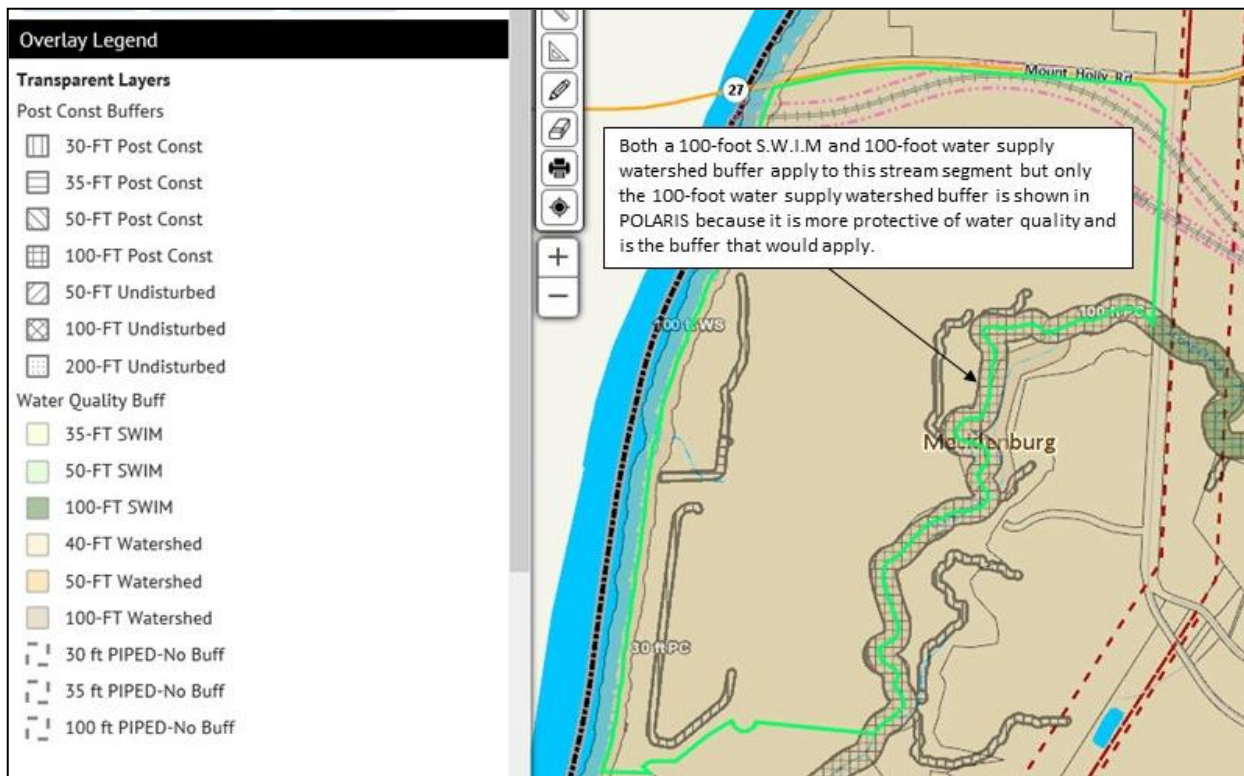 Overlay Legend
Transparent Layers
Post Const Buffers
30-FT Post Const
35-FT Post Const
50-FT Post Const
100-FT Post Const
50-FT Undisturbed
100-FT Undisturbed
200-FT Undisturbed
Water Quality Buff
35-FT SWIM
50-FT SWIM
100-FT SWIM
40-FT Watershed
50-FT Watershed
100-FT Watershed
30 ft PIPED-No Buff
35 ft PIPED-No Buff
100 ft PIPED-No Buff
Mount Holly Rd
27
Both a 100-foot S.W.I.M and 100-foot water supply
watershed buffer apply to this stream segment but only
the 100-foot water supply watershed buffer is shown in
POLARIS because it is more protective of water quality and
is the buffer that would apply.
100 ft PC
100 ft. WS
Mecklenburg
30 ft PC